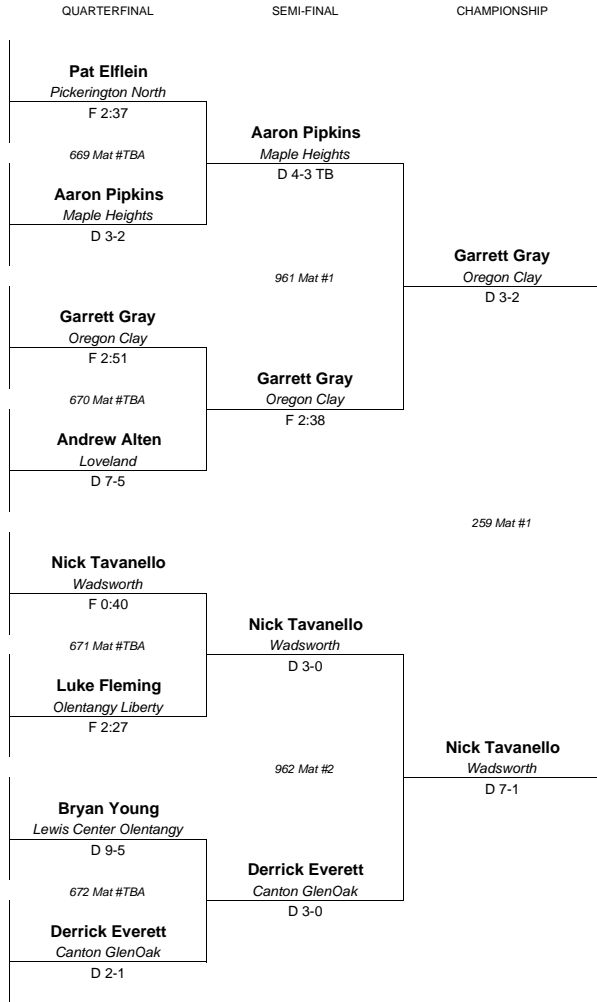 QUARTERFINAL SEMI-FINAL CHAMPIONSHIP
Pat Elflein
Pickerington North
F 2:37
Aaron Pipkins
669 Mat #TBA
Maple Heights
D 4-3 TB
Aaron Pipkins
Maple Heights
D 3-2
Garrett Gray
961 Mat #1
Oregon Clay
D 3-2
Garrett Gray
Oregon Clay
F 2:51
Garrett Gray
670 Mat #TBA
Oregon Clay
F 2:38
Andrew Alten
Loveland
D 7-5
259 Mat #1
Nick Tavanello
Wadsworth
F 0:40
Nick Tavanello
671 Mat #TBA
Wadsworth
D 3-0
Luke Fleming
Olentangy Liberty
F 2:27
Nick Tavanello
962 Mat #2
Wadsworth
D 7-1
Bryan Young
Lewis Center Olentangy
D 9-5
Derrick Everett
672 Mat #TBA
Canton GlenOak
D 3-0
Derrick Everett
Canton GlenOak
D 2-1